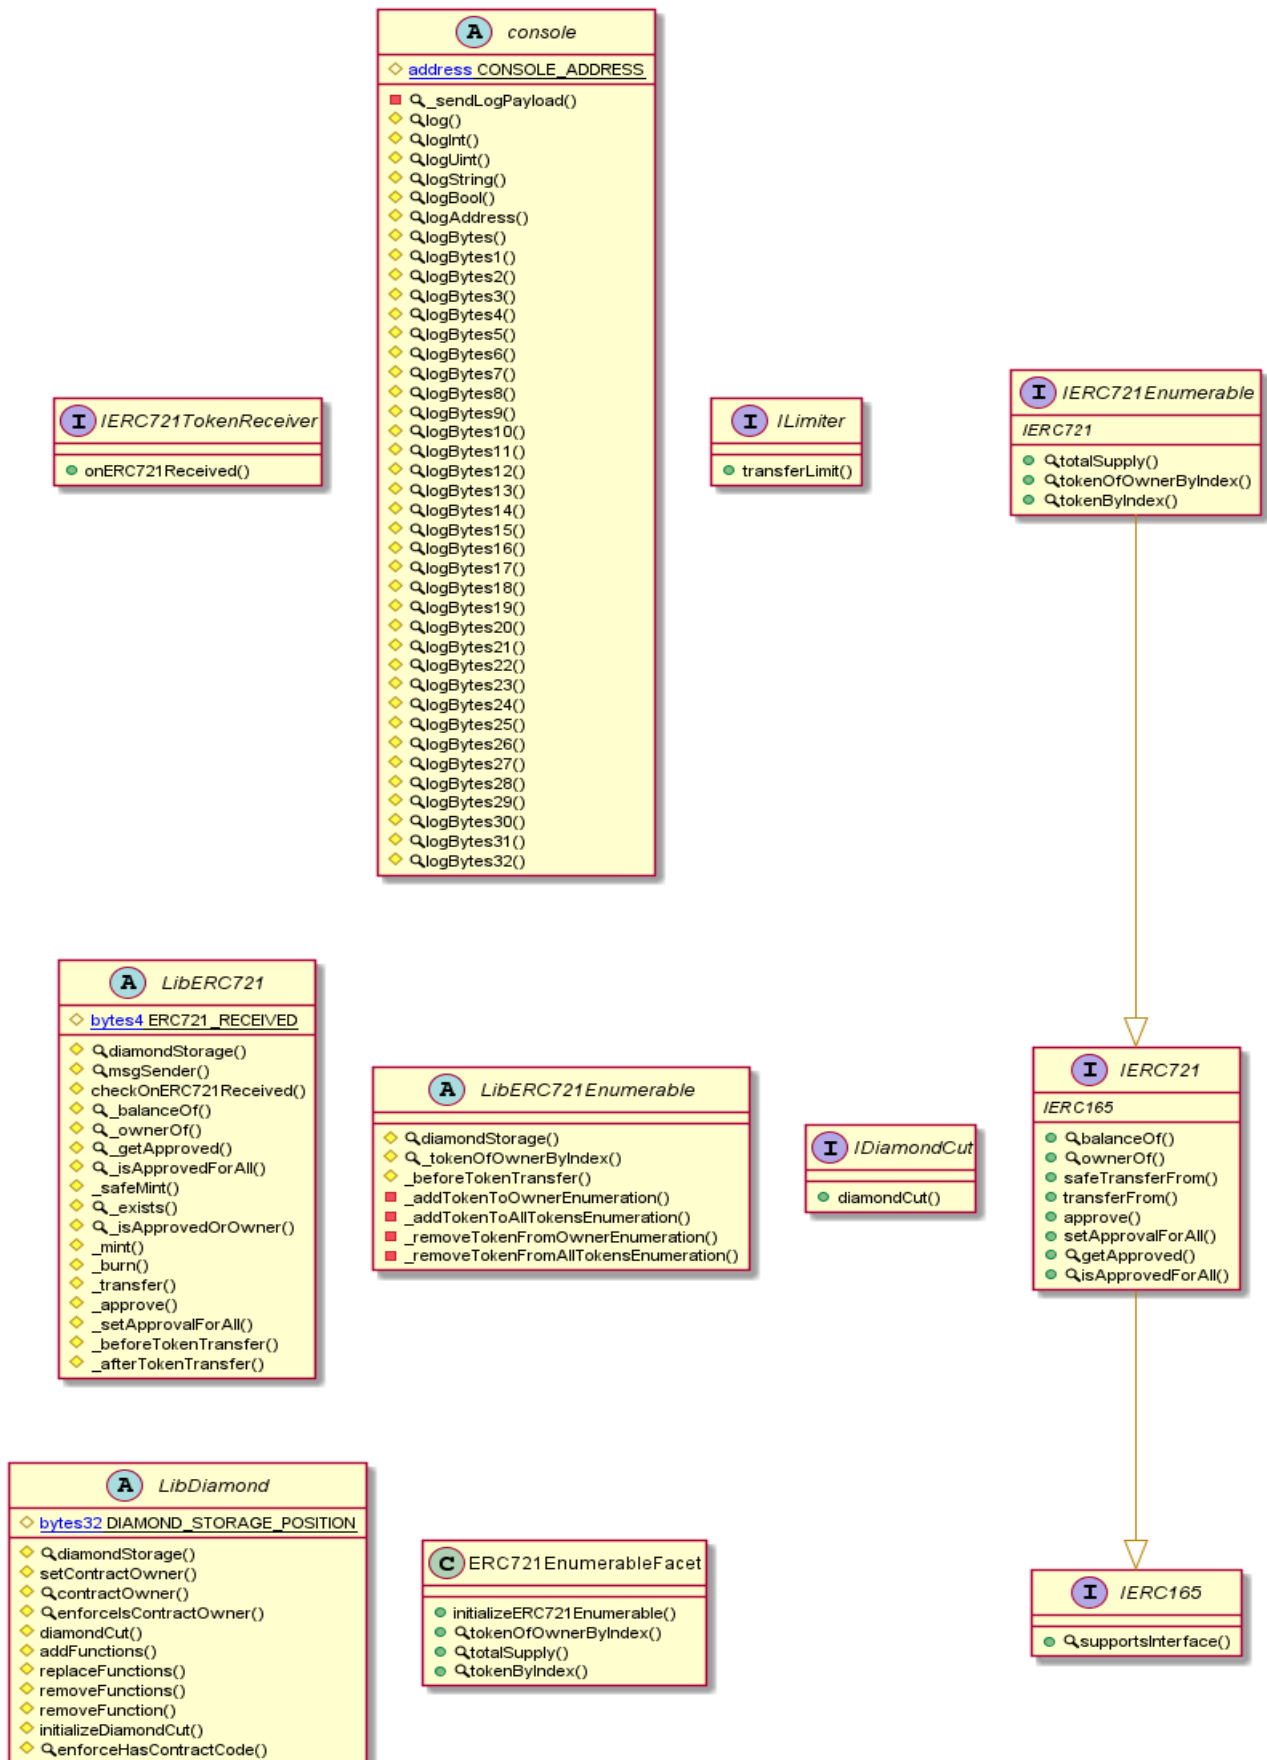 A console
address CONSOLE_ADDRESS
_sendLogPayload()
log()
logInt()
logUint()
logString()
logBool()
logAddress()
logBytes()
logBytes1()
logBytes2()
logBytes3()
logBytes4()
logBytes5()
logBytes6()
logBytes7()
logBytes8()
logBytes9()
logBytes10()
logBytes11()
logBytes12()
logBytes13()
logBytes14()
logBytes15()
logBytes16()
logBytes17()
logBytes18()
logBytes19()
logBytes20()
logBytes21()
logBytes22()
logBytes23()
logBytes24()
logBytes25()
logBytes26()
logBytes27()
logBytes28()
logBytes29()
logBytes30()
logBytes31()
logBytes32()
I IERC721TokenReceiver
onERC721Received()
I ILimiter
transferLimit()
I IERC721Enumerable
IERC721
totalSupply()
tokenOfOwnerByIndex()
tokenByIndex()
A LibERC721
bytes4 ERC721_RECEIVED
diamondStorage()
msgSender()
checkOnERC721Received()
_balanceOf()
_ownerOf()
_getApproved()
_isApprovedForAll()
_safeMint()
_exists()
_isApprovedOrOwner()
_mint()
_burn()
_transfer()
_approve()
_setApprovalForAll()
_beforeTokenTransfer()
_afterTokenTransfer()
A LibERC721Enumerable
diamondStorage()
_tokenOfOwnerByIndex()
_beforeTokenTransfer()
_addTokenToOwnerEnumeration()
_addTokenToAllTokensEnumeration()
_removeTokenFromOwnerEnumeration()
_removeTokenFromAllTokensEnumeration()
I IDiamondCut
diamondCut()
I IERC721
IERC165
balanceOf()
ownerOf()
safeTransferFrom()
transferFrom()
approve()
setApprovalForAll()
getApproved()
isApprovedForAll()
A LibDiamond
bytes32 DIAMOND_STORAGE_POSITION
diamondStorage()
setContractOwner()
contractOwner()
enforceIsContractOwner()
diamondCut()
addFunctions()
replaceFunctions()
removeFunctions()
removeFunction()
initializeDiamondCut()
enforceHasContractCode()
C ERC721EnumerableFacet
initializeERC721Enumerable()
tokenOfOwnerByIndex()
totalSupply()
tokenByIndex()
I IERC165
supportsInterface()